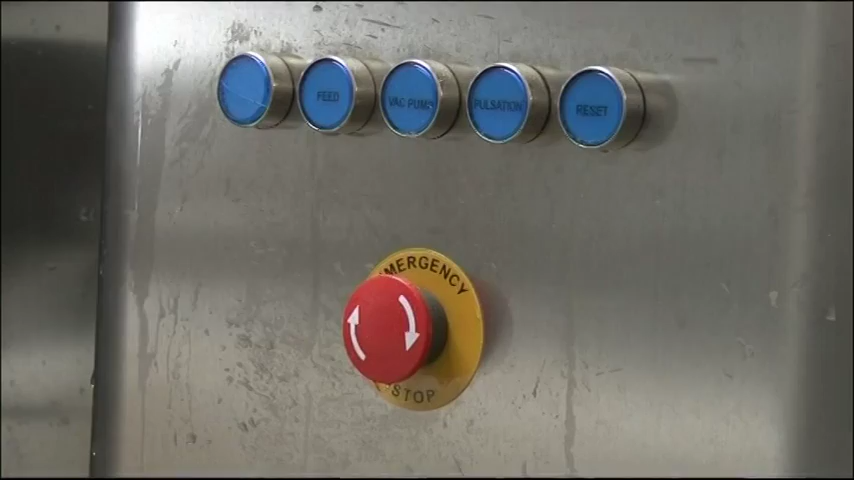 FEED
VAC PUMP
PULSATION
RESET
EMERGENCY
STOP